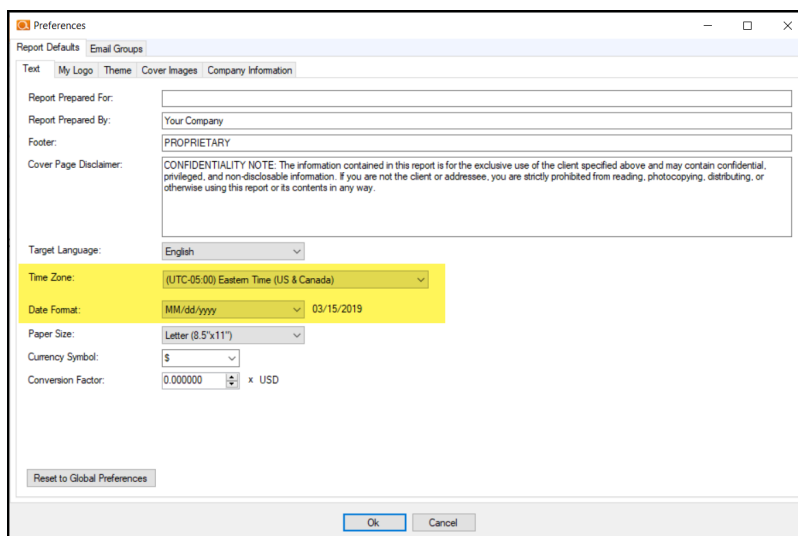 Preferences
Report Defaults Email Groups
Text My Logo Theme Cover Images Company Information
Report Prepared For:
Report Prepared By: Your Company
Footer: PROPRIETARY
Cover Page Disclaimer: CONFIDENTIALITY NOTE: The information contained in this report is for the exclusive use of the client specified above and may contain confidential,
privileged, and non-disclosable information. If you are not the client or addressee, you are strictly prohibited from reading, photocopying, distributing, or
otherwise using this report or its contents in any way.
Target Language: English
Time Zone: (UTC-05:00) Eastern Time (US & Canada)
Date Format: MM/dd/yyyy 03/15/2019
Paper Size: Letter (8.5"x11")
Currency Symbol: $
Conversion Factor: 0.000000 x USD
Reset to Global Preferences
Ok Cancel